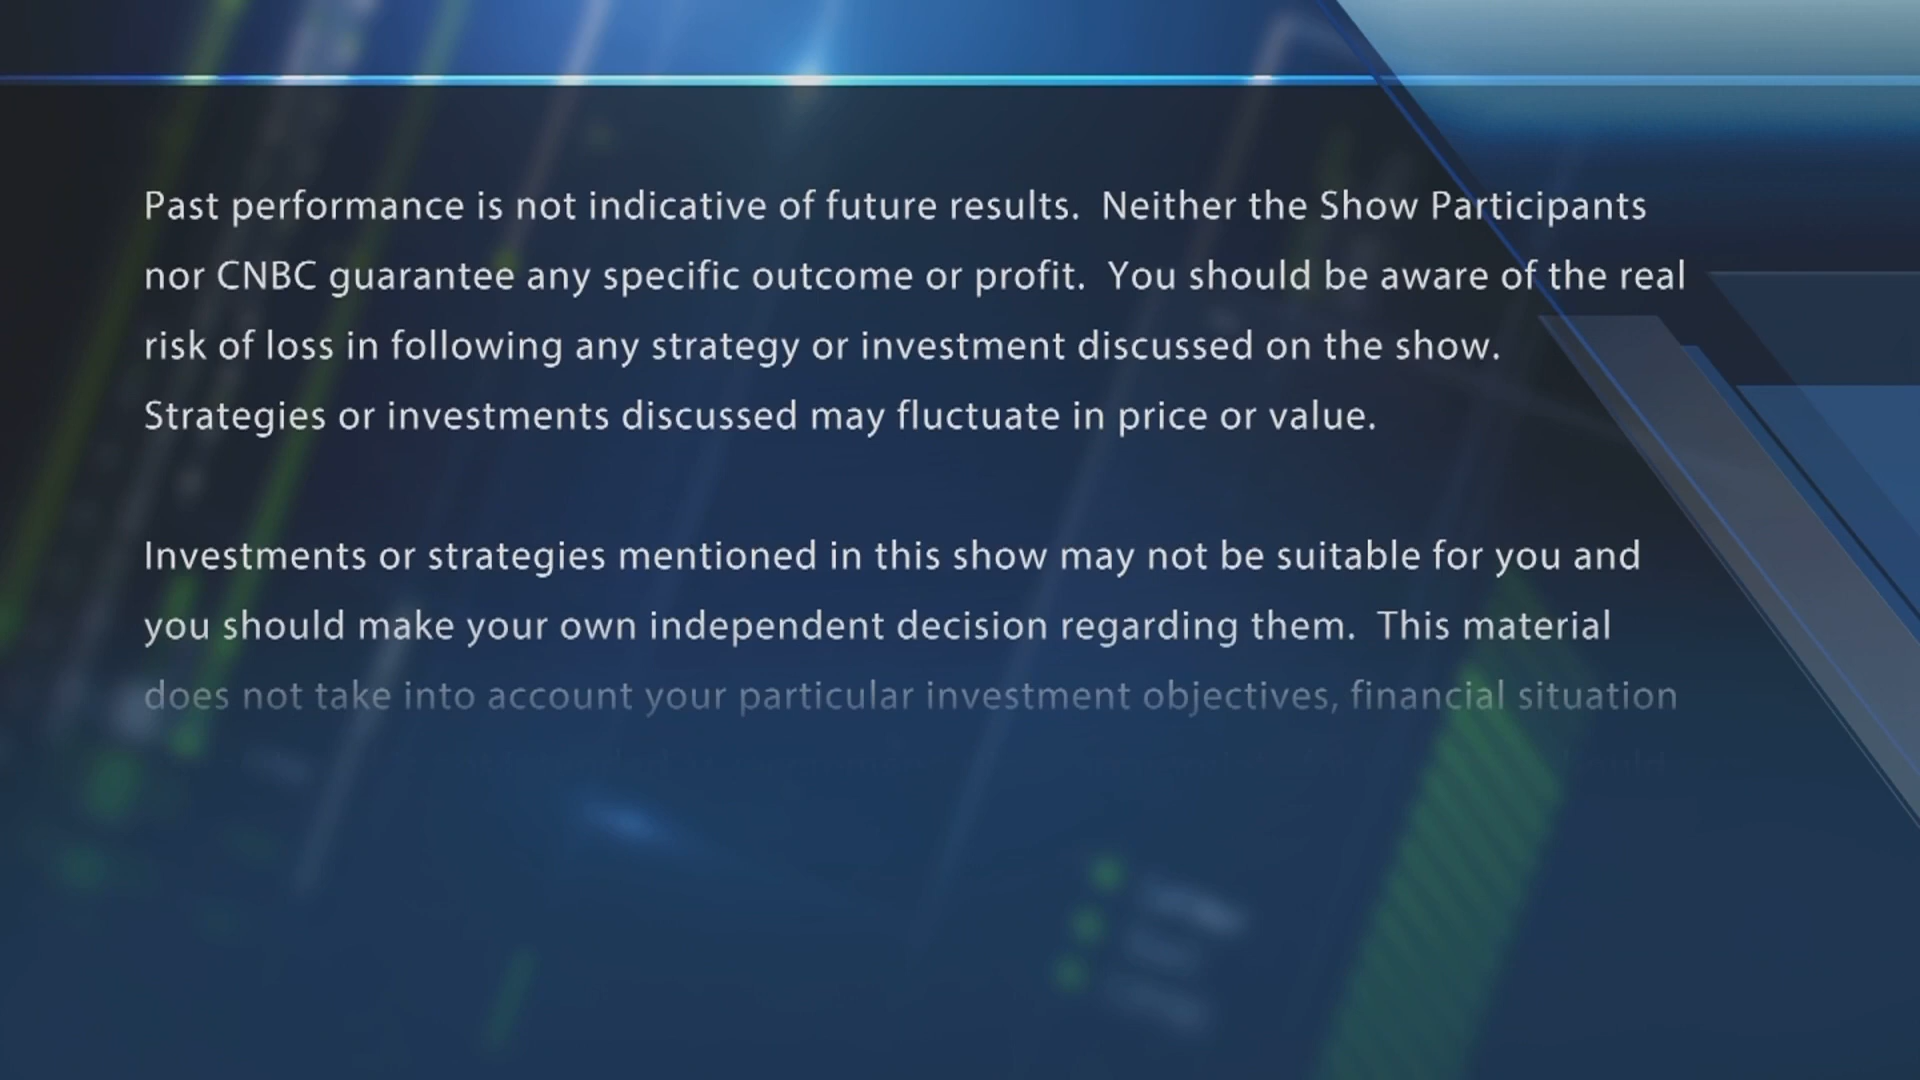 Past performance is not indicative of future results.  Neither the Show Participants
nor CNBC guarantee any specific outcome or profit.  You should be aware of the real
risk of loss in following any strategy or investment discussed on the show.
Strategies or investments discussed may fluctuate in price or value.
Investments or strategies mentioned in this show may not be suitable for you and
you should make your own independent decision regarding them.  This material
does not take into account your particular investment objectives, financial situation